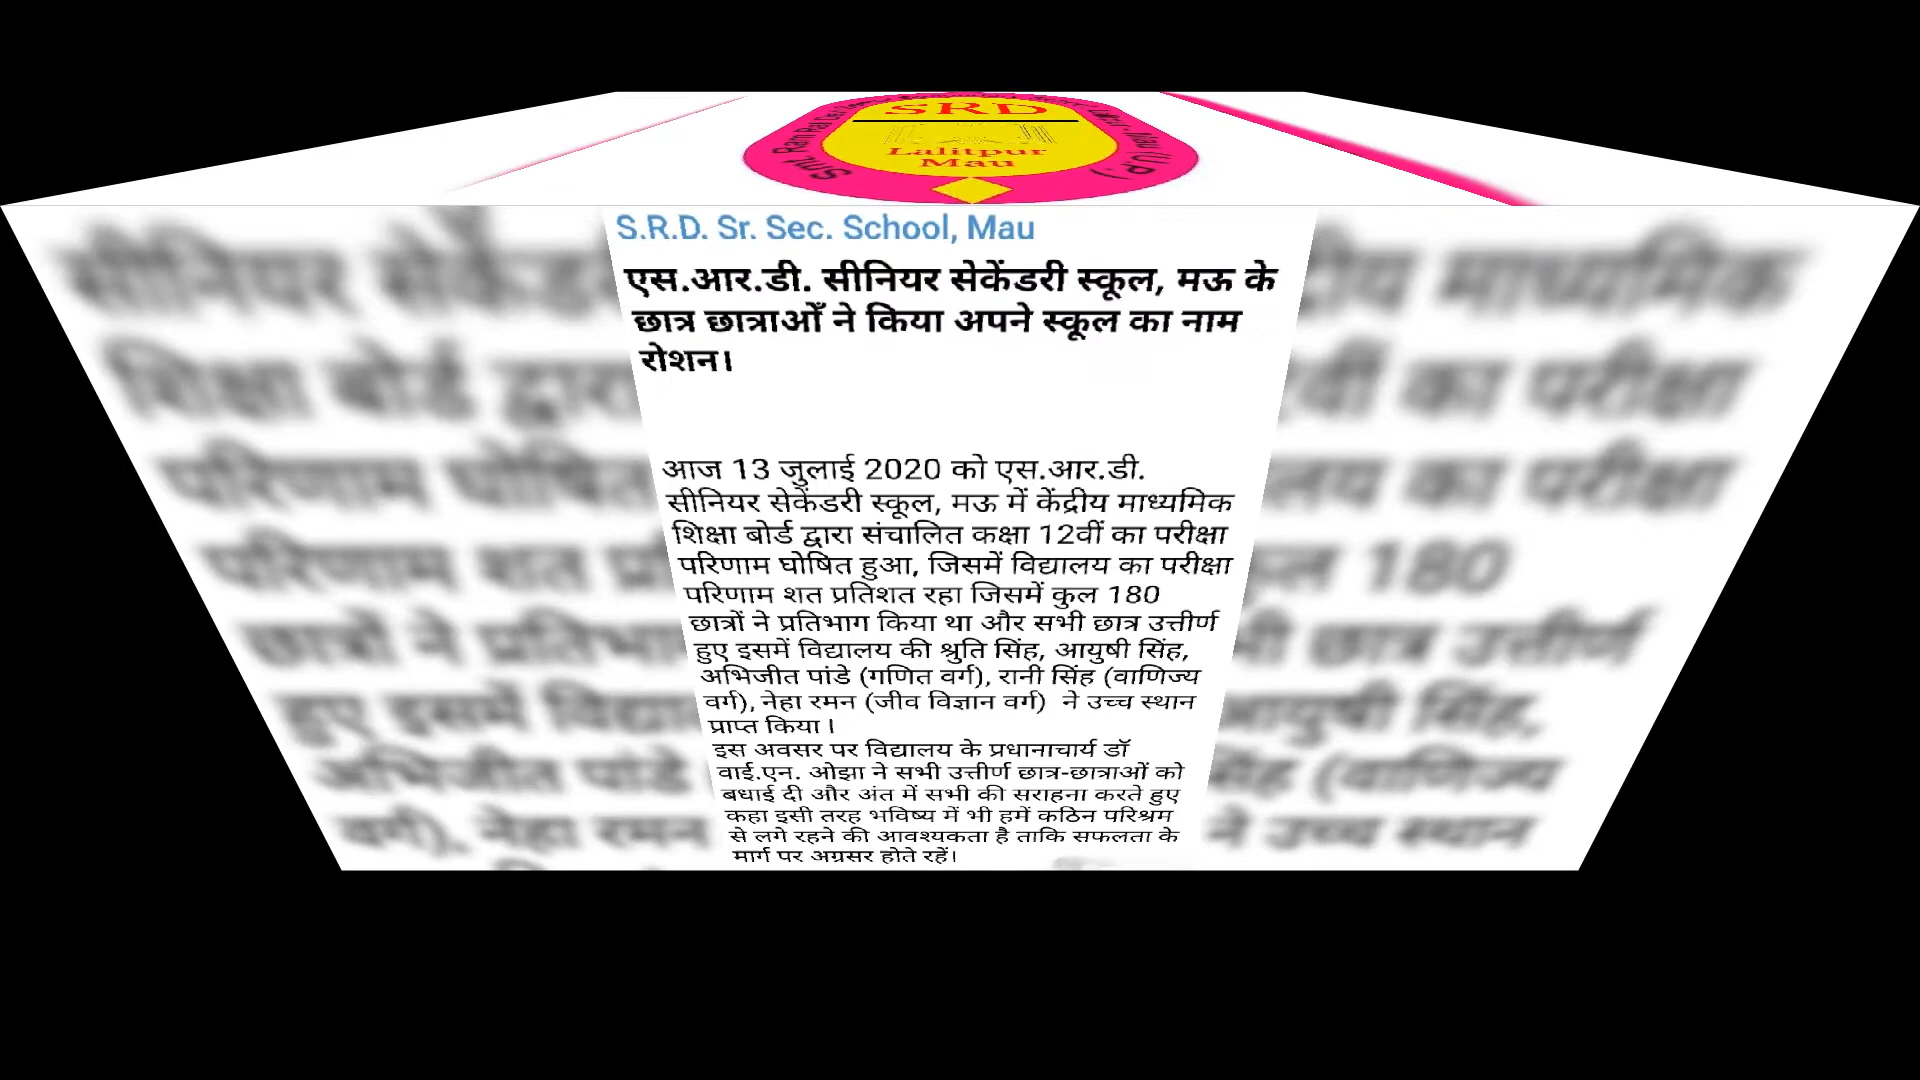 SRD
Lalitpur
Mau
S.R.D. Sr. Sec. School, Mau
एस.आर.डी. सीनियर सेकेंडरी स्कूल, मऊ के
छात्र छात्राओं ने किया अपने स्कूल का नाम
रोशन।
आज 13 जुलाई 2020 को एस.आर.डी.
सीनियर सेकेंडरी स्कूल, मऊ में केंद्रीय माध्यमिक
शिक्षा बोर्ड द्वारा संचालित कक्षा 12वीं का परीक्षा
परिणाम घोषित हुआ, जिसमें विद्यालय का परीक्षा
परिणाम शत प्रतिशत रहा जिसमें कुल 180
छात्रों ने प्रतिभाग किया था और सभी छात्र उत्तीर्ण
हुए इसमें विद्यालय की श्रुति सिंह, आयुषी सिंह,
अभिजीत पांडे (गणित वर्ग), रानी सिंह (वाणिज्य
वर्ग), नेहा रमन (जीव विज्ञान वर्ग) ने उच्च स्थान
प्राप्त किया।
इस अवसर पर विद्यालय के प्रधानाचार्य डॉ
वाई.एन. ओझा ने सभी उत्तीर्ण छात्र-छात्राओं को
बधाई दी और अंत में सभी की सराहना करते हुए
कहा इसी तरह भविष्य में भी हमें कठिन परिश्रम
से लगे रहने की आवश्यकता है ताकि सफलता के
मार्ग पर अग्रसर होते रहें।